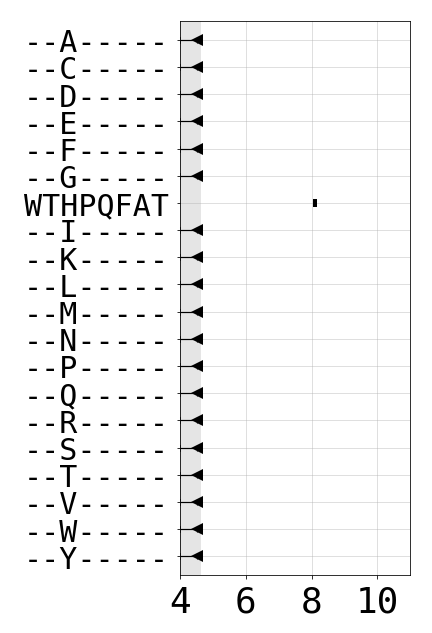 --A-----
--C-----
--D-----
--E-----
--F-----
--G-----
WTHPQFAT
--I-----
--K-----
--L-----
--M-----
--N-----
--P-----
--Q-----
--R-----
--S-----
--T-----
--V-----
--W-----
--Y-----
4 6 8 10